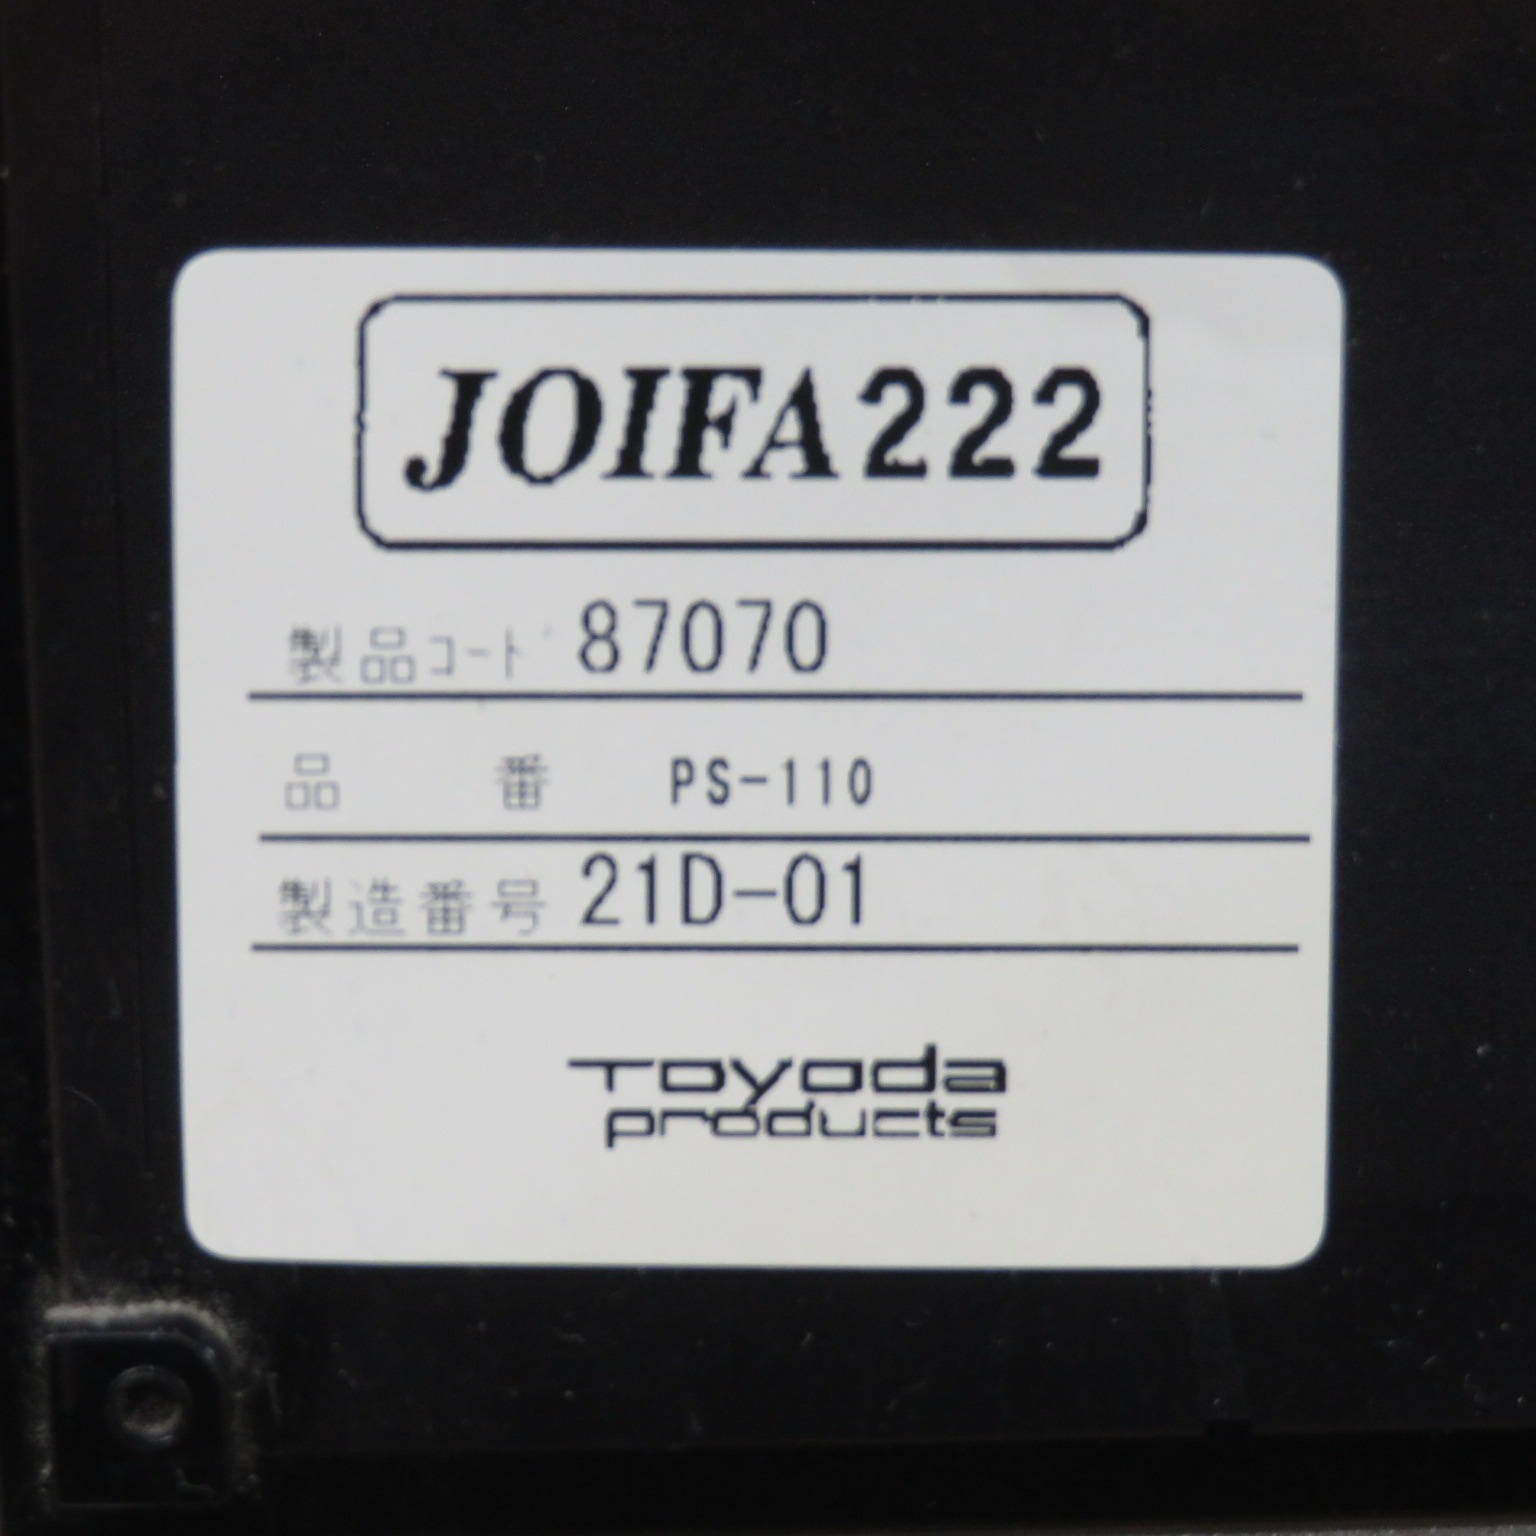 JOIFA222
製品コード 87070
品 番 PS-110
製造番号 21D-01
Toyoda
products